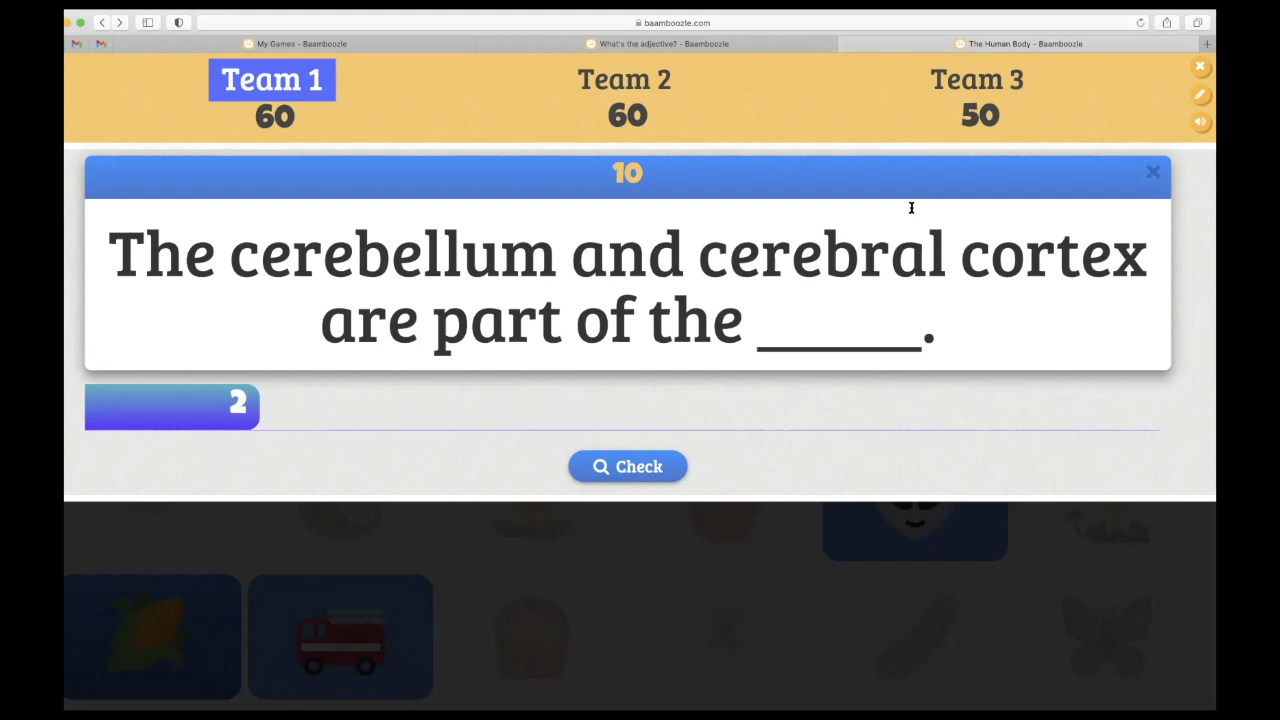 baamboozle.com
My Games - Baamboozle
What's the adjective? - Baamboozle
The Human Body - Baamboozle
Team 1
Team 2
Team 3
60
60
50
10
The cerebellum and cerebral cortex
are part of the ______.
2
Check